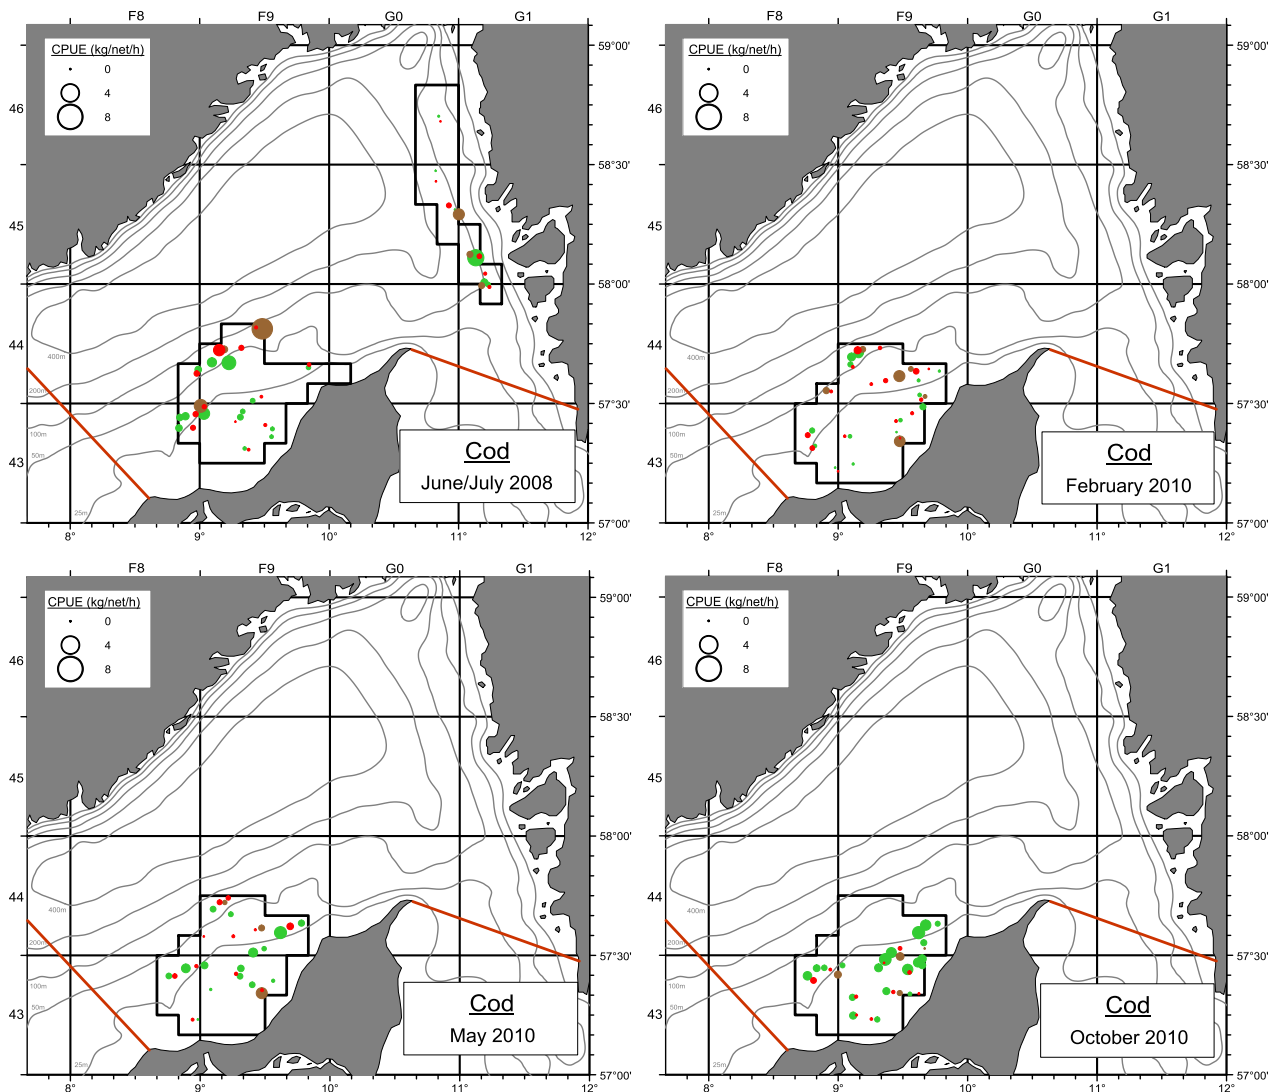 F8 F9 G0 G1
CPUE (kg/net/h)
0
4
8
59°00'
46
58°30'
45
58°00'
44
400m
200m
57°30'
100m
50m
43
Cod
June/July 2008
25m
57°00'
8° 9° 10° 11° 12°
F8 F9 G0 G1
CPUE (kg/net/h)
0
4
8
59°00'
46
58°30'
45
58°00'
44
400m
200m
57°30'
100m
50m
43
Cod
February 2010
25m
57°00'
8° 9° 10° 11° 12°
F8 F9 G0 G1
CPUE (kg/net/h)
0
4
8
59°00'
46
58°30'
45
58°00'
44
400m
200m
57°30'
100m
50m
43
Cod
May 2010
25m
57°00'
8° 9° 10° 11° 12°
F8 F9 G0 G1
CPUE (kg/net/h)
0
4
8
59°00'
46
58°30'
45
58°00'
44
400m
200m
57°30'
100m
50m
43
Cod
October 2010
25m
57°00'
8° 9° 10° 11° 12°